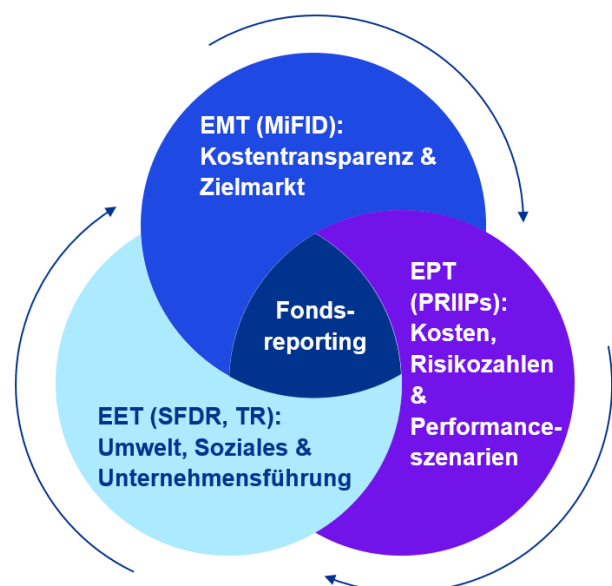 EMT (MiFID):
Kostentransparenz &
Zielmarkt
EPT
(PRIIPs):
Kosten,
Risikozahlen
&
Performance-
szenarien
Fonds-
reporting
EET (SFDR, TR):
Umwelt, Soziales &
Unternehmensführung